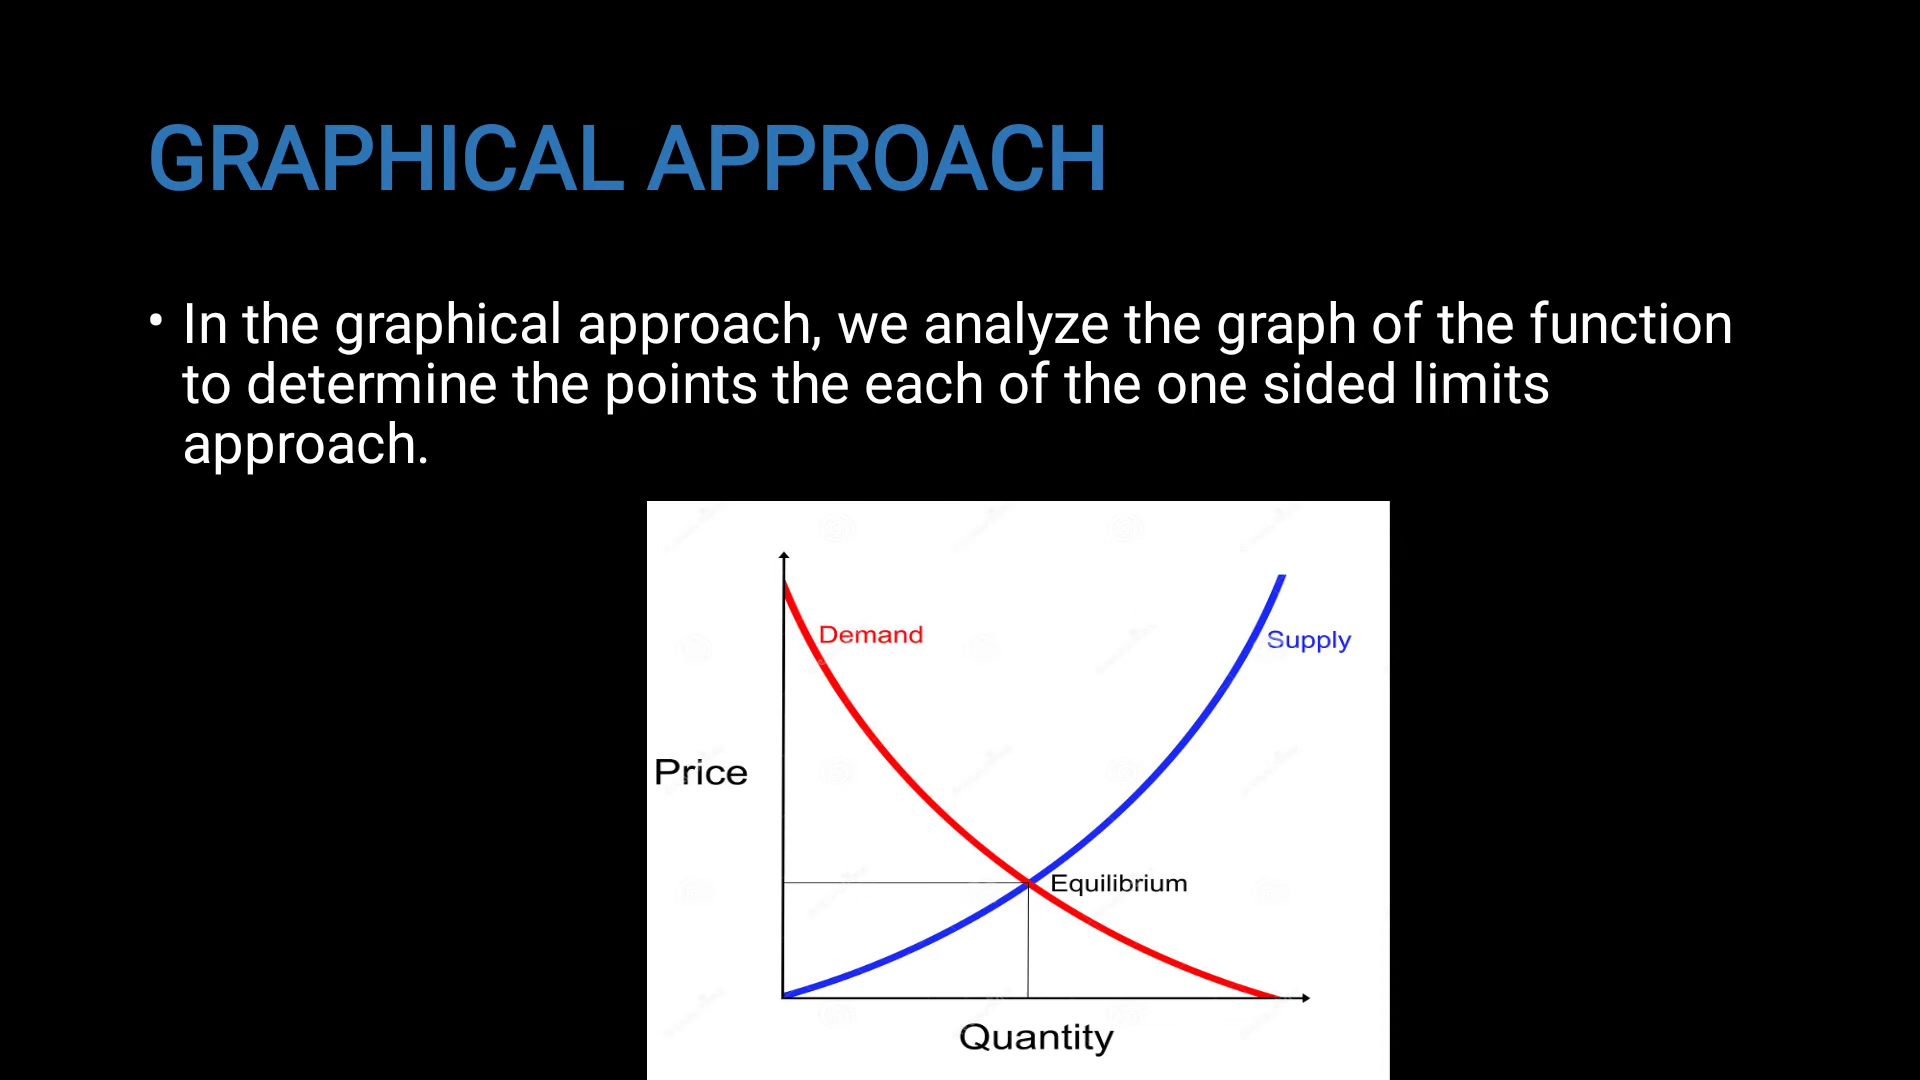 GRAPHICAL APPROACH
• In the graphical approach, we analyze the graph of the function
to determine the points the each of the one sided limits
approach.
Demand
Supply
Price
Equilibrium
Quantity